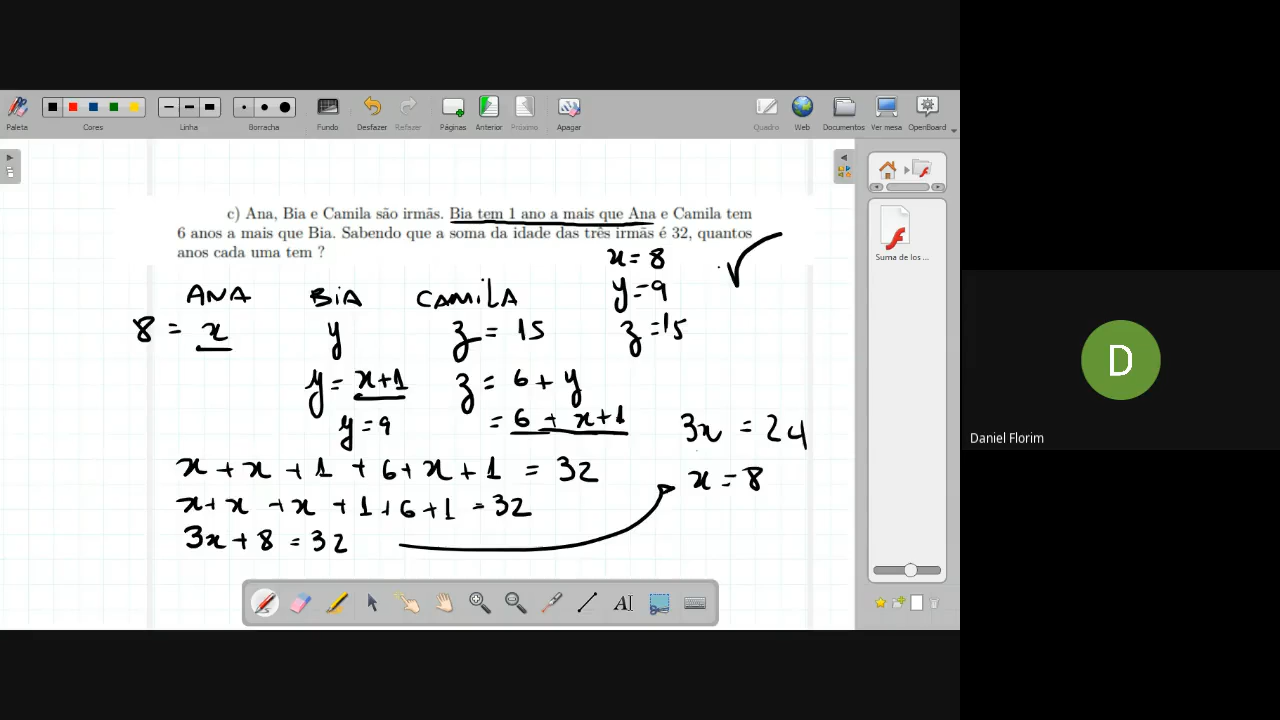 Paleta Cores Linha Borracha Fundo Desfazer Refazer Páginas Anterior Próximo Apagar Quadro Web Documentos Ver mesa OpenBoard
c) Ana, Bia e Camila são irmãs. Bia tem 1 ano a mais que Ana e Camila tem
6 anos a mais que Bia. Sabendo que a soma da idade das três irmãs é 32, quantos
anos cada uma tem ?
x = 8
y = 9
z = 15
ANA BIA CAMILA
8 = x y z = 15
y = x+1 z = 6 + y
y = 9 = 6 + x+1
x + x + 1 + 6 + x + 1 = 32
x + x + x + 1 + 6 + 1 = 32
3x + 8 = 32
3x = 24
x = 8
Suma de los ...
AI
D
Daniel Florim